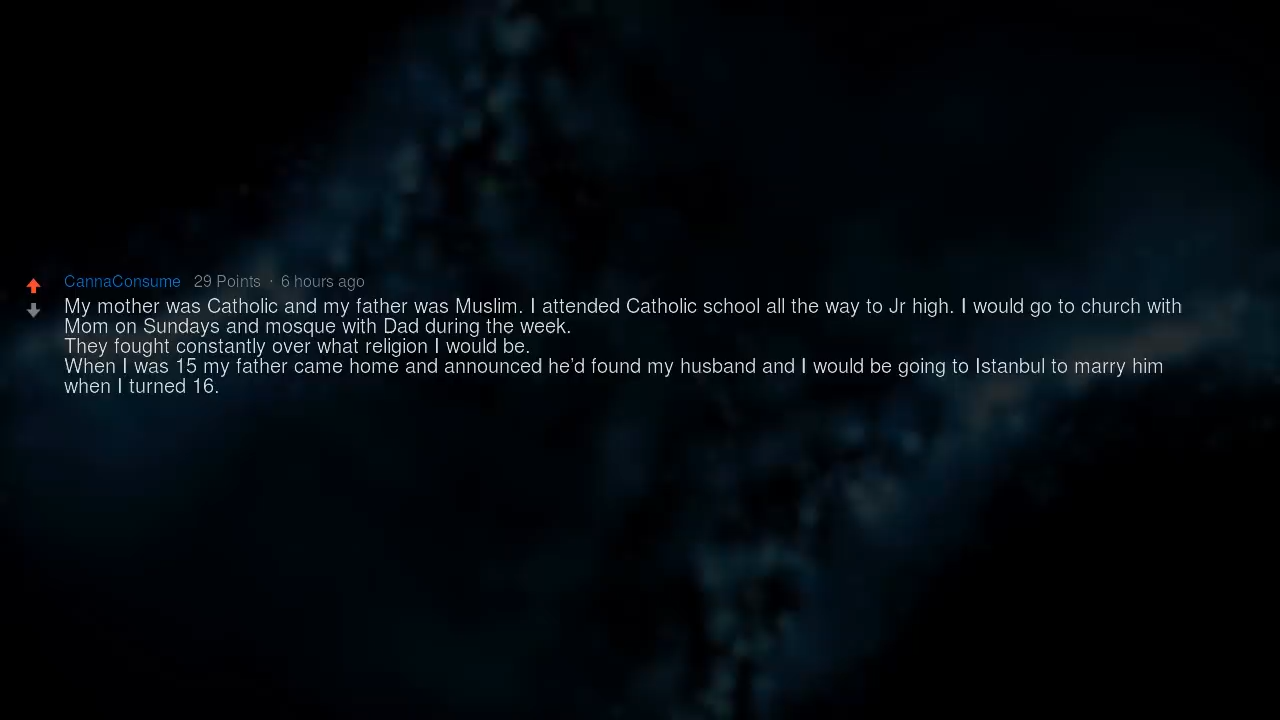 CannaConsume 29 Points · 6 hours ago
My mother was Catholic and my father was Muslim. I attended Catholic school all the way to Jr high. I would go to church with
Mom on Sundays and mosque with Dad during the week.
They fought constantly over what religion I would be.
When I was 15 my father came home and announced he'd found my husband and I would be going to Istanbul to marry him
when I turned 16.